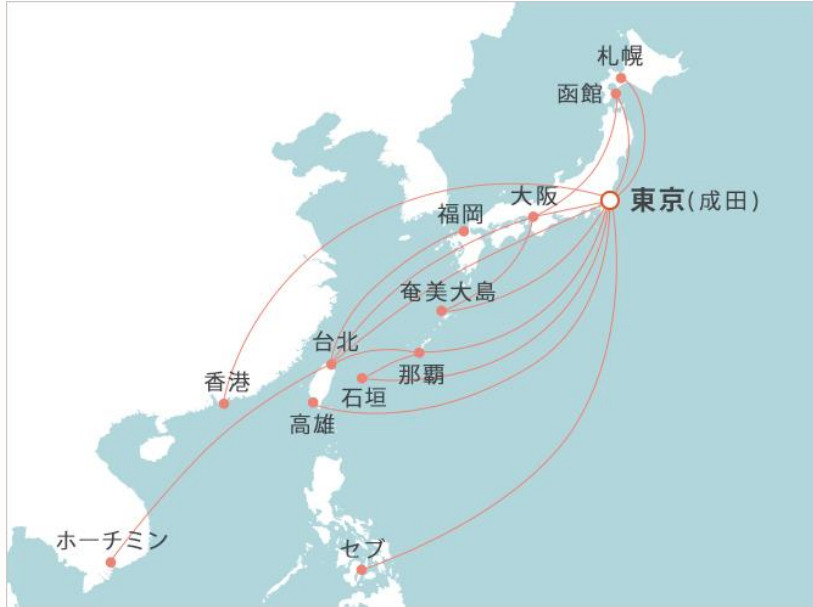 札幌
函館
東京(成田)
大阪
福岡
奄美大島
台北
那覇
香港
石垣
高雄
ホーチミン
セブ